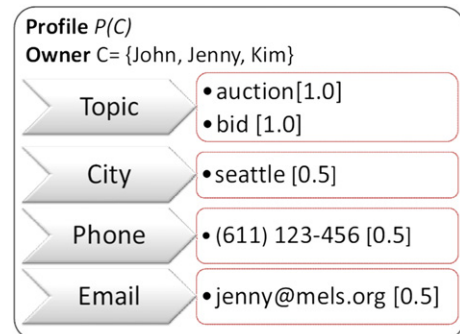 Profile P(C)
Owner C= {John, Jenny, Kim}
Topic
•auction[1.0]
•bid [1.0]
City
•seattle [0.5]
Phone
•(611) 123-456 [0.5]
Email
•jenny@mels.org [0.5]